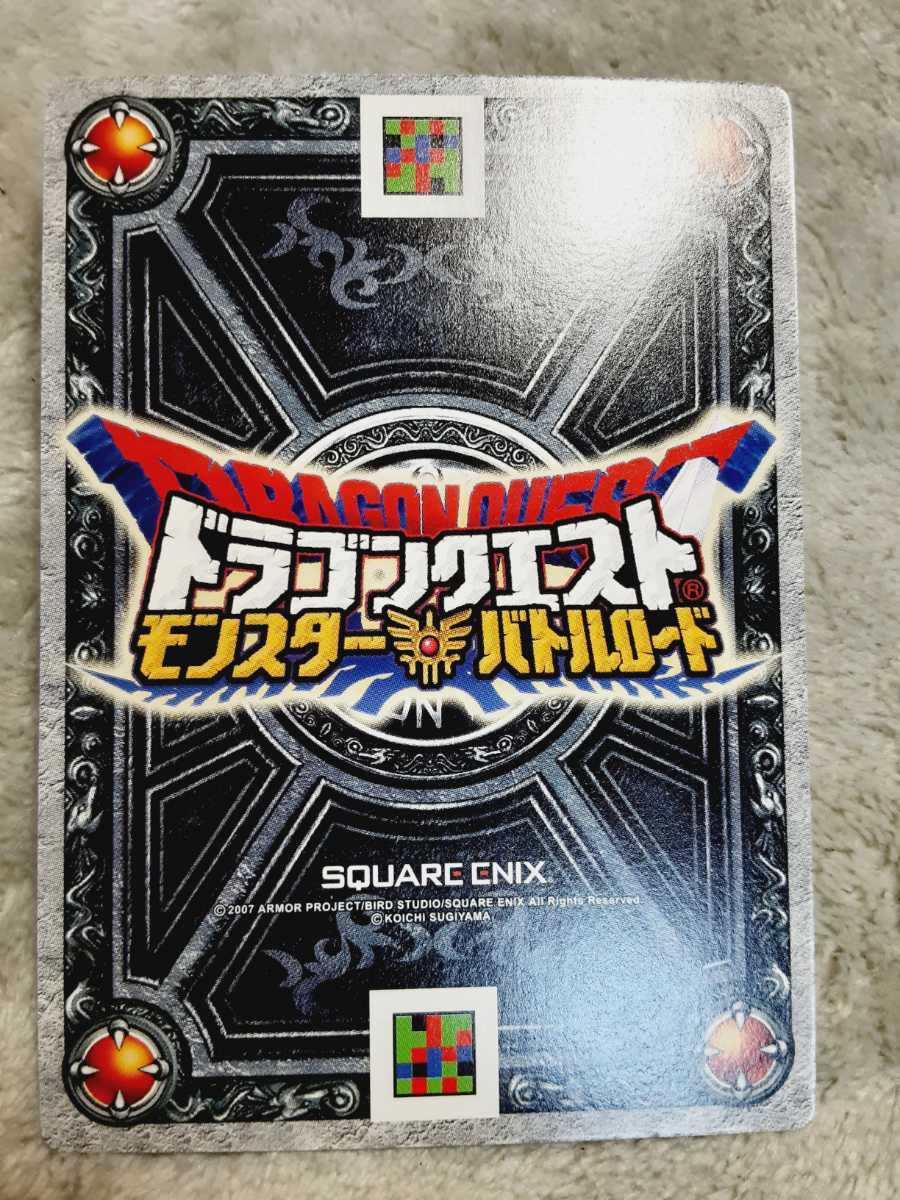 DRAGON QUEST
ドラゴンクエスト®
モンスターバトルロード
SQUARE ENIX.
© 2007 ARMOR PROJECT/BIRD STUDIO/SQUARE ENIX All Rights Reserved.
© KOICHI SUGIYAMA